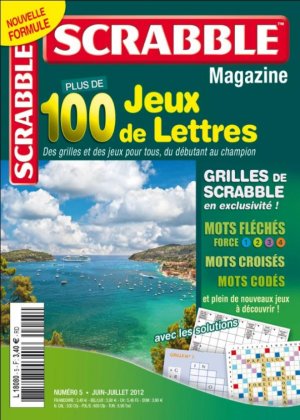 NOUVELLE
FORMULE
SCRABBLE
SCRABBLE™
Magazine
PLUS DE
100 Jeux
de Lettres
Des grilles et des jeux pour tous, du débutant au champion
GRILLES DE
SCRABBLE
en exclusivité !
MOTS FLÉCHÉS
FORCE 1 2 3 4
MOTS CROISÉS
MOTS CODÉS
et plein de nouveaux jeux
à découvrir !
avec les solutions
NUMÉRO 5 • JUIN-JUILLET 2012